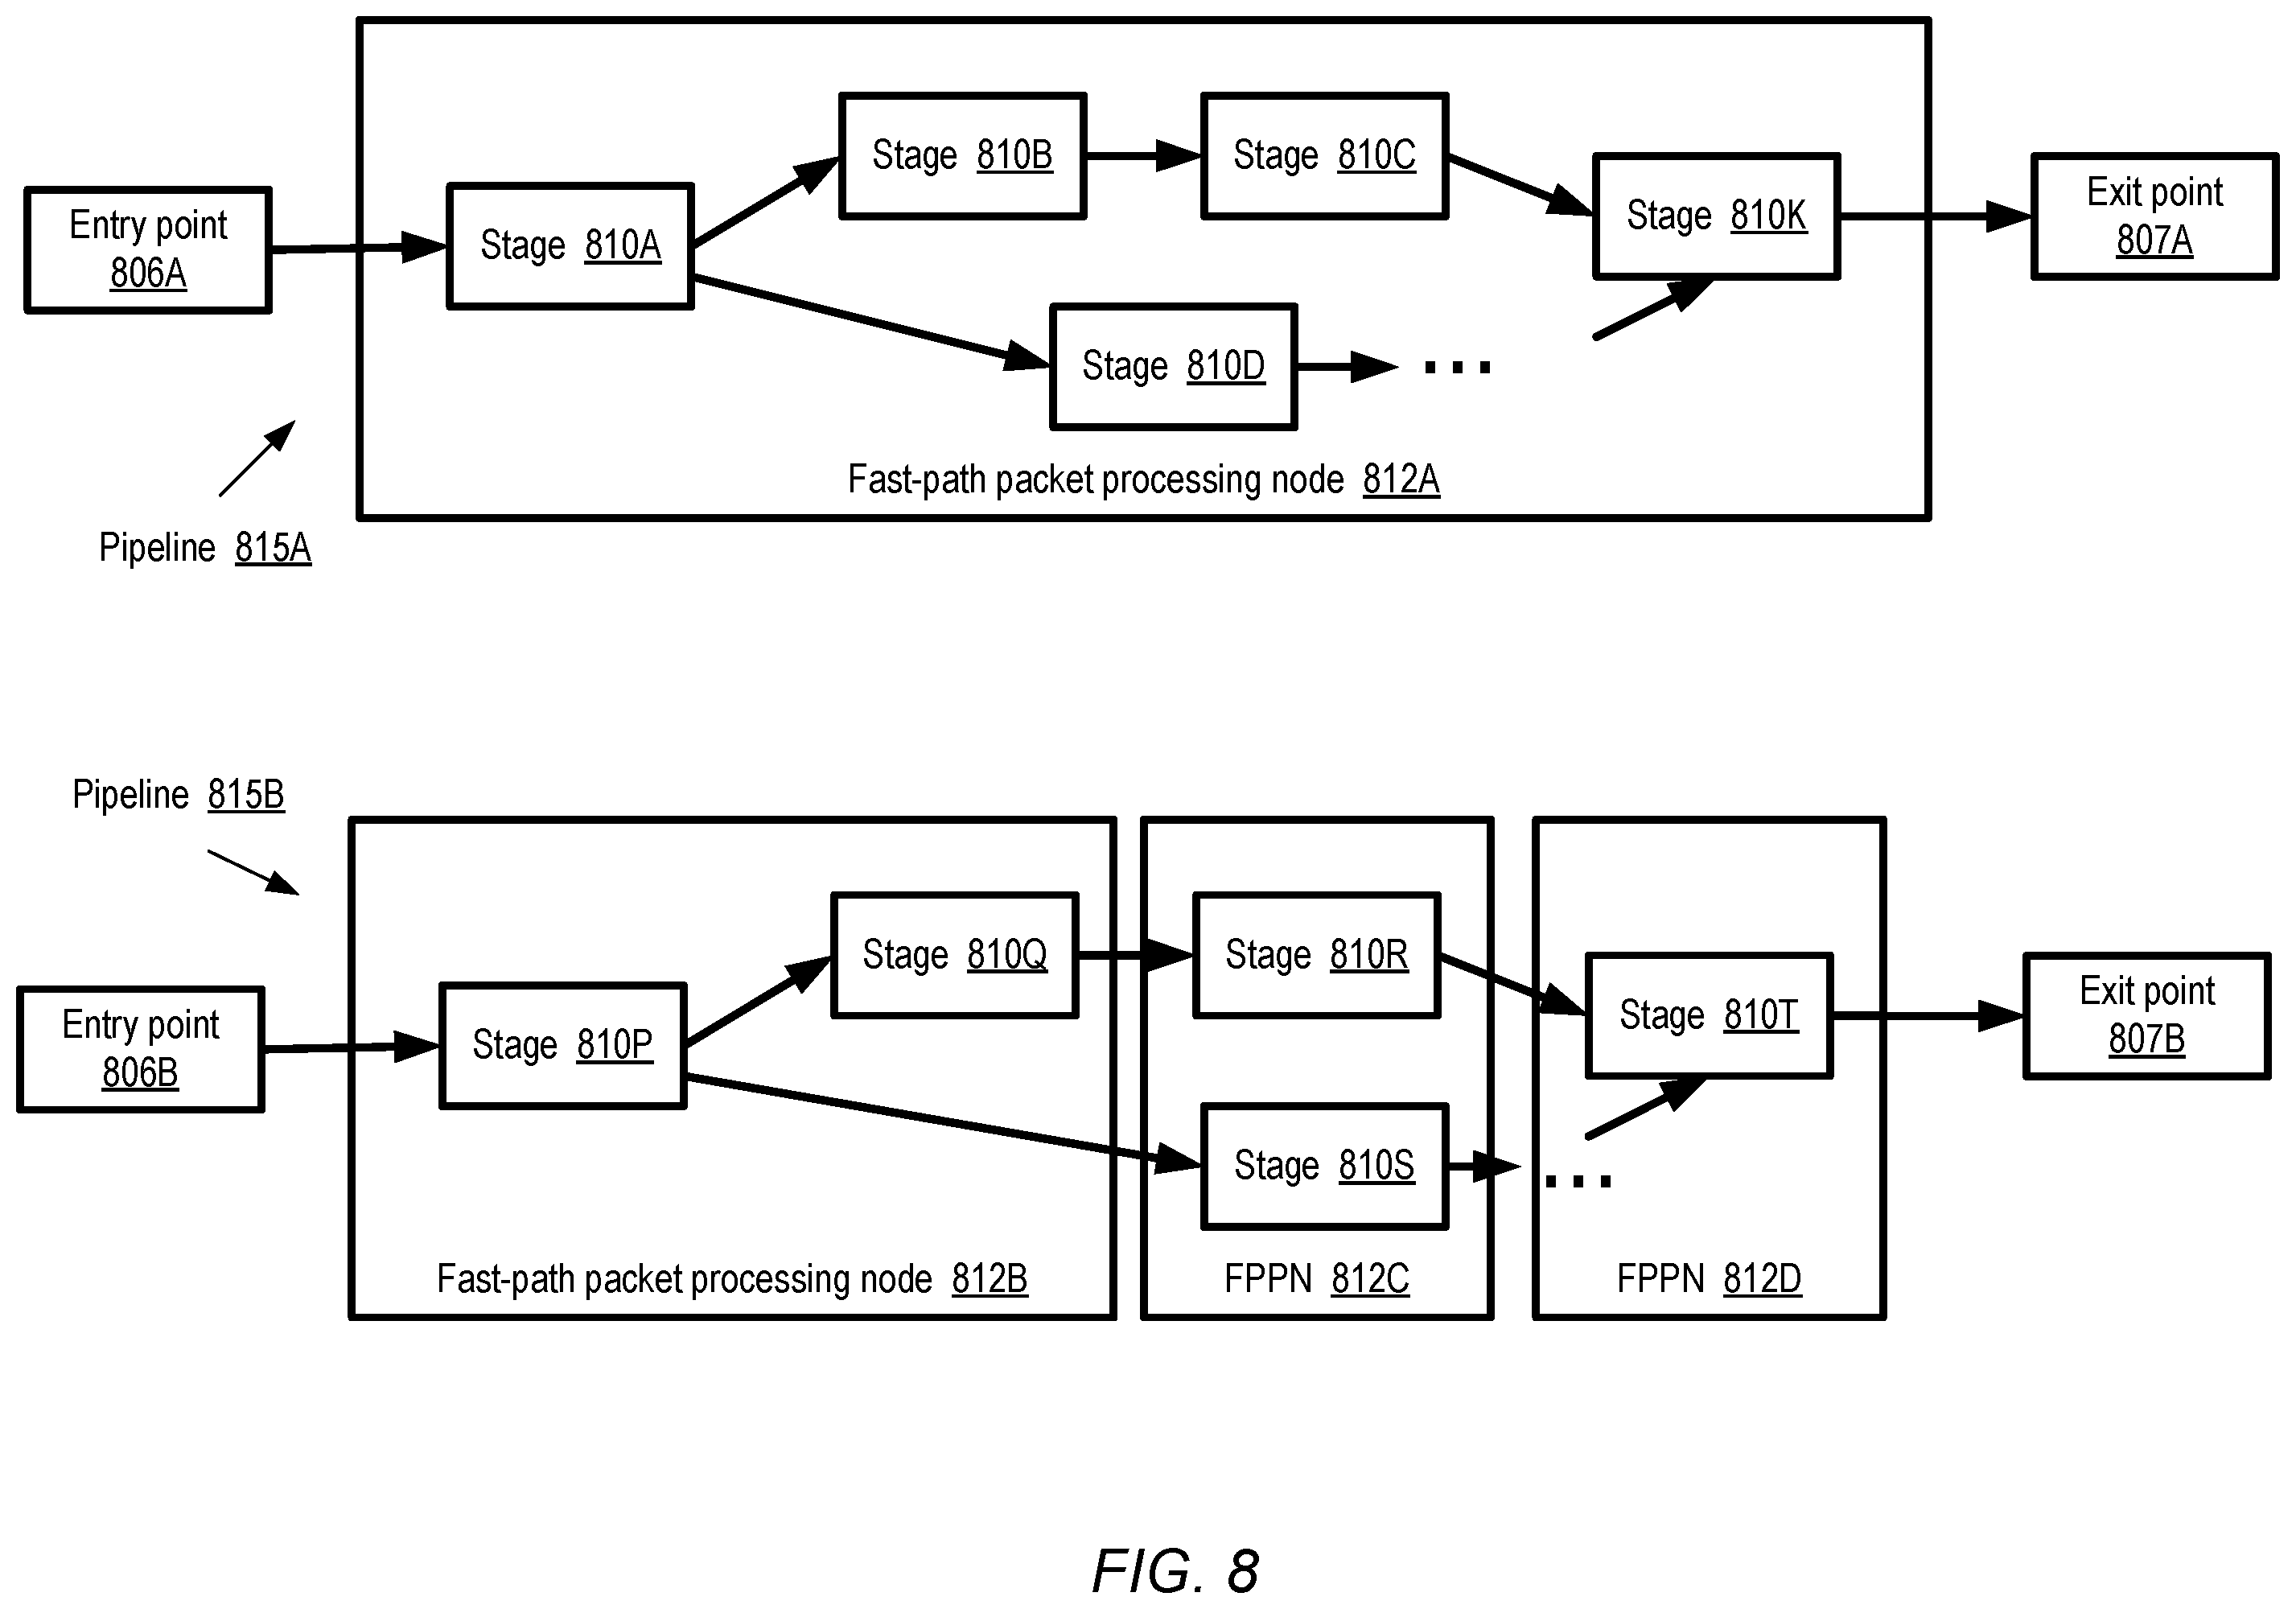 Stage 810B
Stage 810C
Entry point
806A
Stage 810A
Stage 810K
Exit point
807A
Stage 810D
...
Fast-path packet processing node 812A
Pipeline 815A
Pipeline 815B
Entry point
806B
Stage 810P
Stage 810Q
Stage 810R
Stage 810T
Exit point
807B
Stage 810S
...
Fast-path packet processing node 812B
FPPN 812C
FPPN 812D
FIG. 8